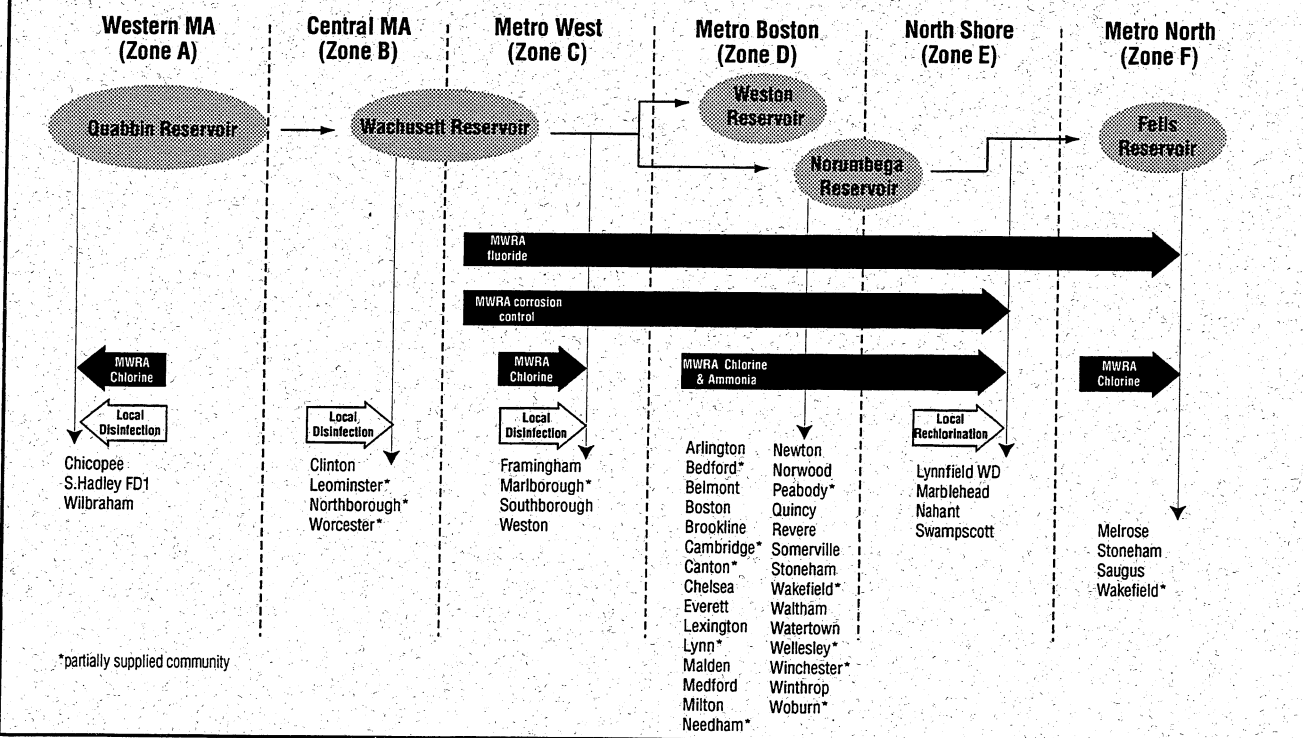 Western MA
(Zone A)
Central MA
(Zone B)
Metro West
(Zone C)
Metro Boston
(Zone D)
North Shore
(Zone E)
Metro North
(Zone F)
Quabbin Reservoir
Wachusett Reservoir
Weston
Reservoir
Norumbega
Reservoir
Fells
Reservoir
MWRA
fluoride
MWRA corrosion
control
MWRA
Chlorine
MWRA
Chlorine
MWRA Chlorine
& Ammonia
MWRA
Chlorine
Local
Disinfection
Local
Disinfection
Local
Disinfection
Local
Rechlorination
Chicopee
S.Hadley FD1
Wilbraham
Clinton
Leominster*
Northborough*
Worcester*
Framingham
Marlborough*
Southborough
Weston
Arlington
Bedford*
Belmont
Boston
Brookline
Cambridge*
Canton*
Chelsea
Everett
Lexington
Lynn*
Malden
Medford
Milton
Needham*
Newton
Norwood
Peabody*
Quincy
Revere
Somerville
Stoneham
Wakefield*
Waltham
Watertown
Wellesley*
Winchester*
Winthrop
Woburn*
Lynnfield WD
Marblehead
Nahant
Swampscott
Melrose
Stoneham
Saugus
Wakefield*
*partially supplied community